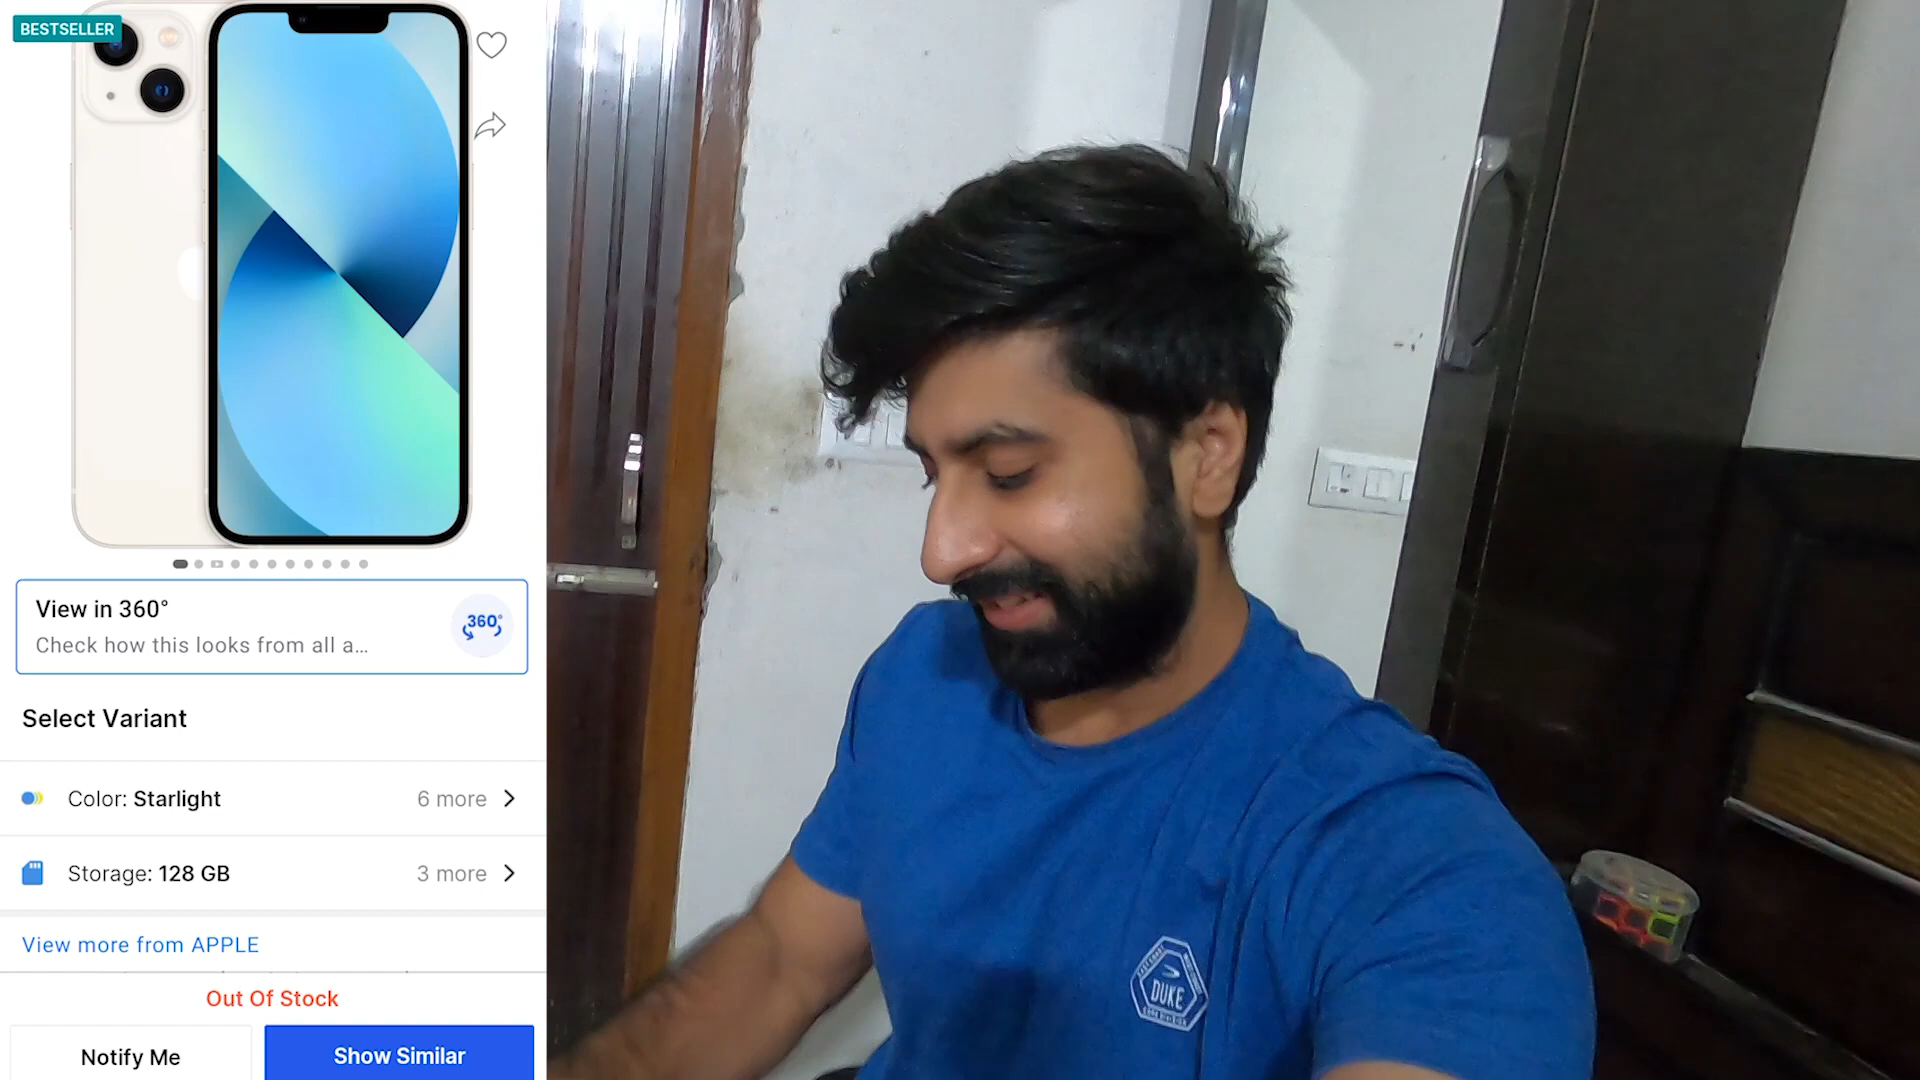 BESTSELLER
View in 360°
Check how this looks from all a...
360°
Select Variant
Color: Starlight
6 more
Storage: 128 GB
3 more
View more from APPLE
Out Of Stock
Notify Me
Show Similar
DUKE